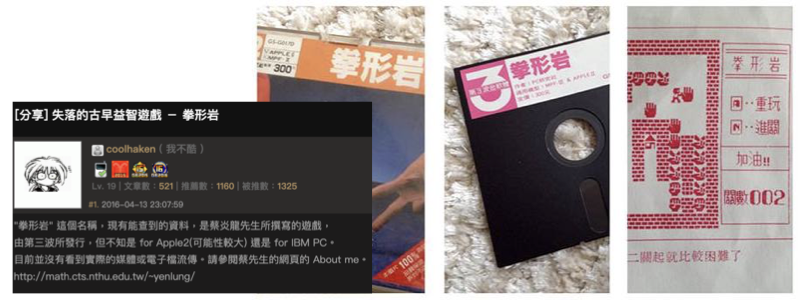 [分享] 失落的古早益智遊戲 － 拳形岩
coolhaken ( 我不酷 )
Lv. 19 | 文章數：521 | 推薦數：1160 | 被推數：1325
#1, 2016-04-13 23:07:59
"拳形岩" 這個名稱，現有能查到的資料，是蔡炎龍先生所撰寫的遊戲，
由第三波所發行，但不知是 for Apple2(可能性較大) 還是 for IBM PC。
目前並沒有看到實際的媒體或電子檔流傳。請參閱蔡先生的網頁的 About me。
http://math.cts.nthu.edu.tw/~yenlung/
拳形岩
300
100%
3
拳形岩
拳形岩
R‥重玩
N‥進關
加油!!
關數002
二關起就比較困難了